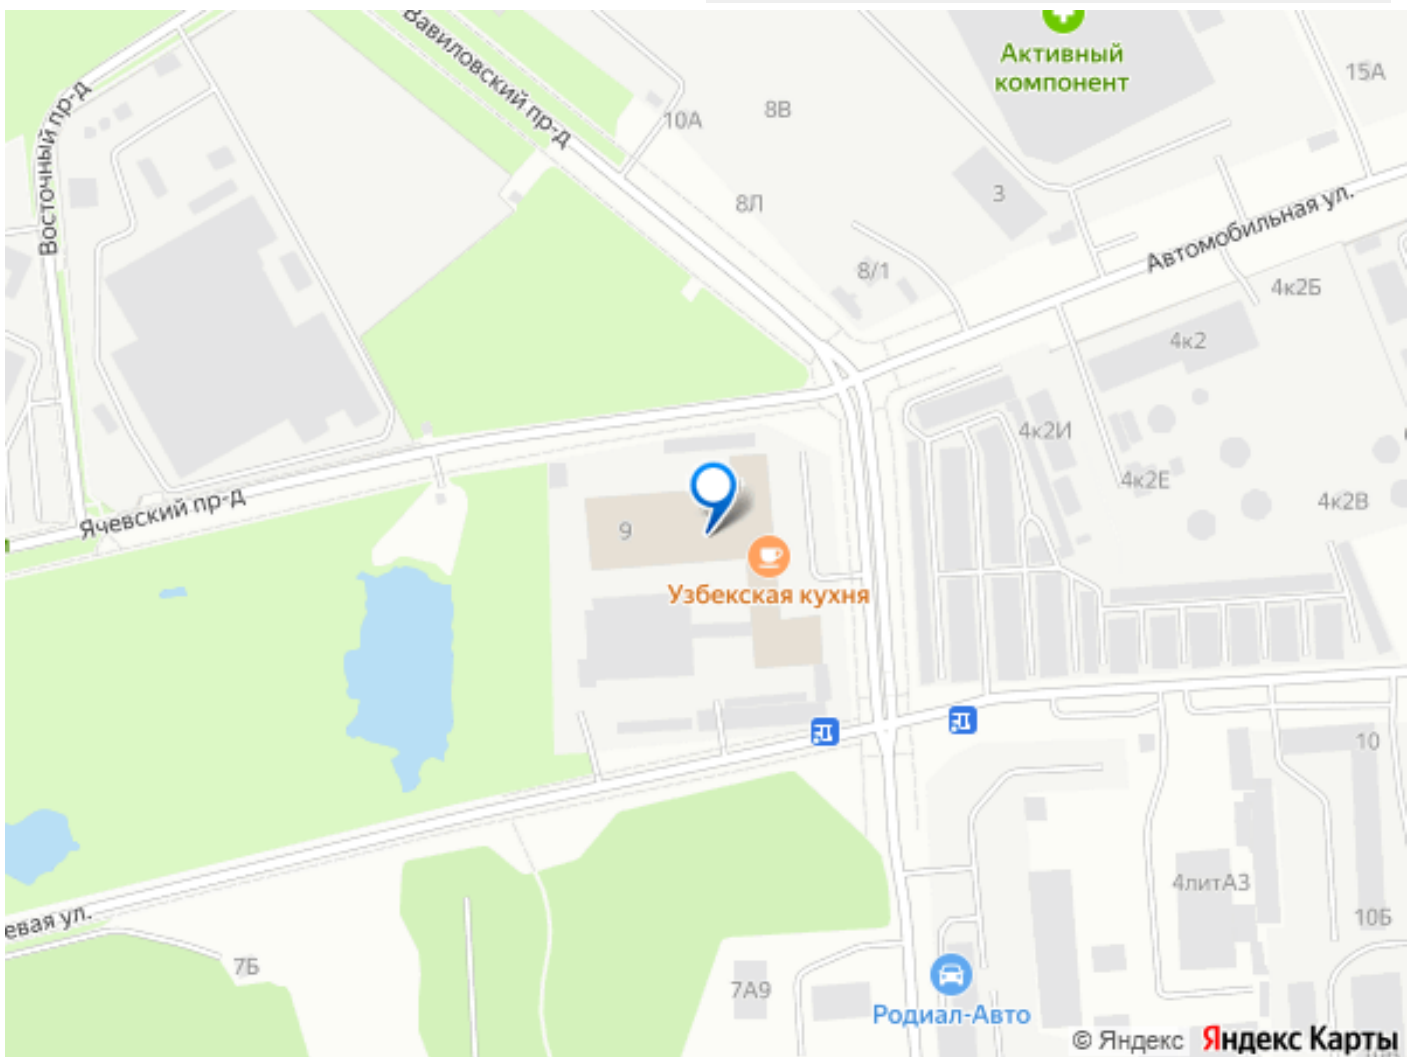 Вавиловский пр-д
Восточный пр-д
Активный
компонент
15А
10А
8В
8Л
3
Автомобильная ул.
8/1
4к2Б
4к2
4к2И
4к2Е
4к2В
Ячевский пр-д
9
Узбекская кухня
10
4литА3
10Б
евая ул.
7Б
7А9
Родиал-Авто
© Яндекс Яндекс Карты